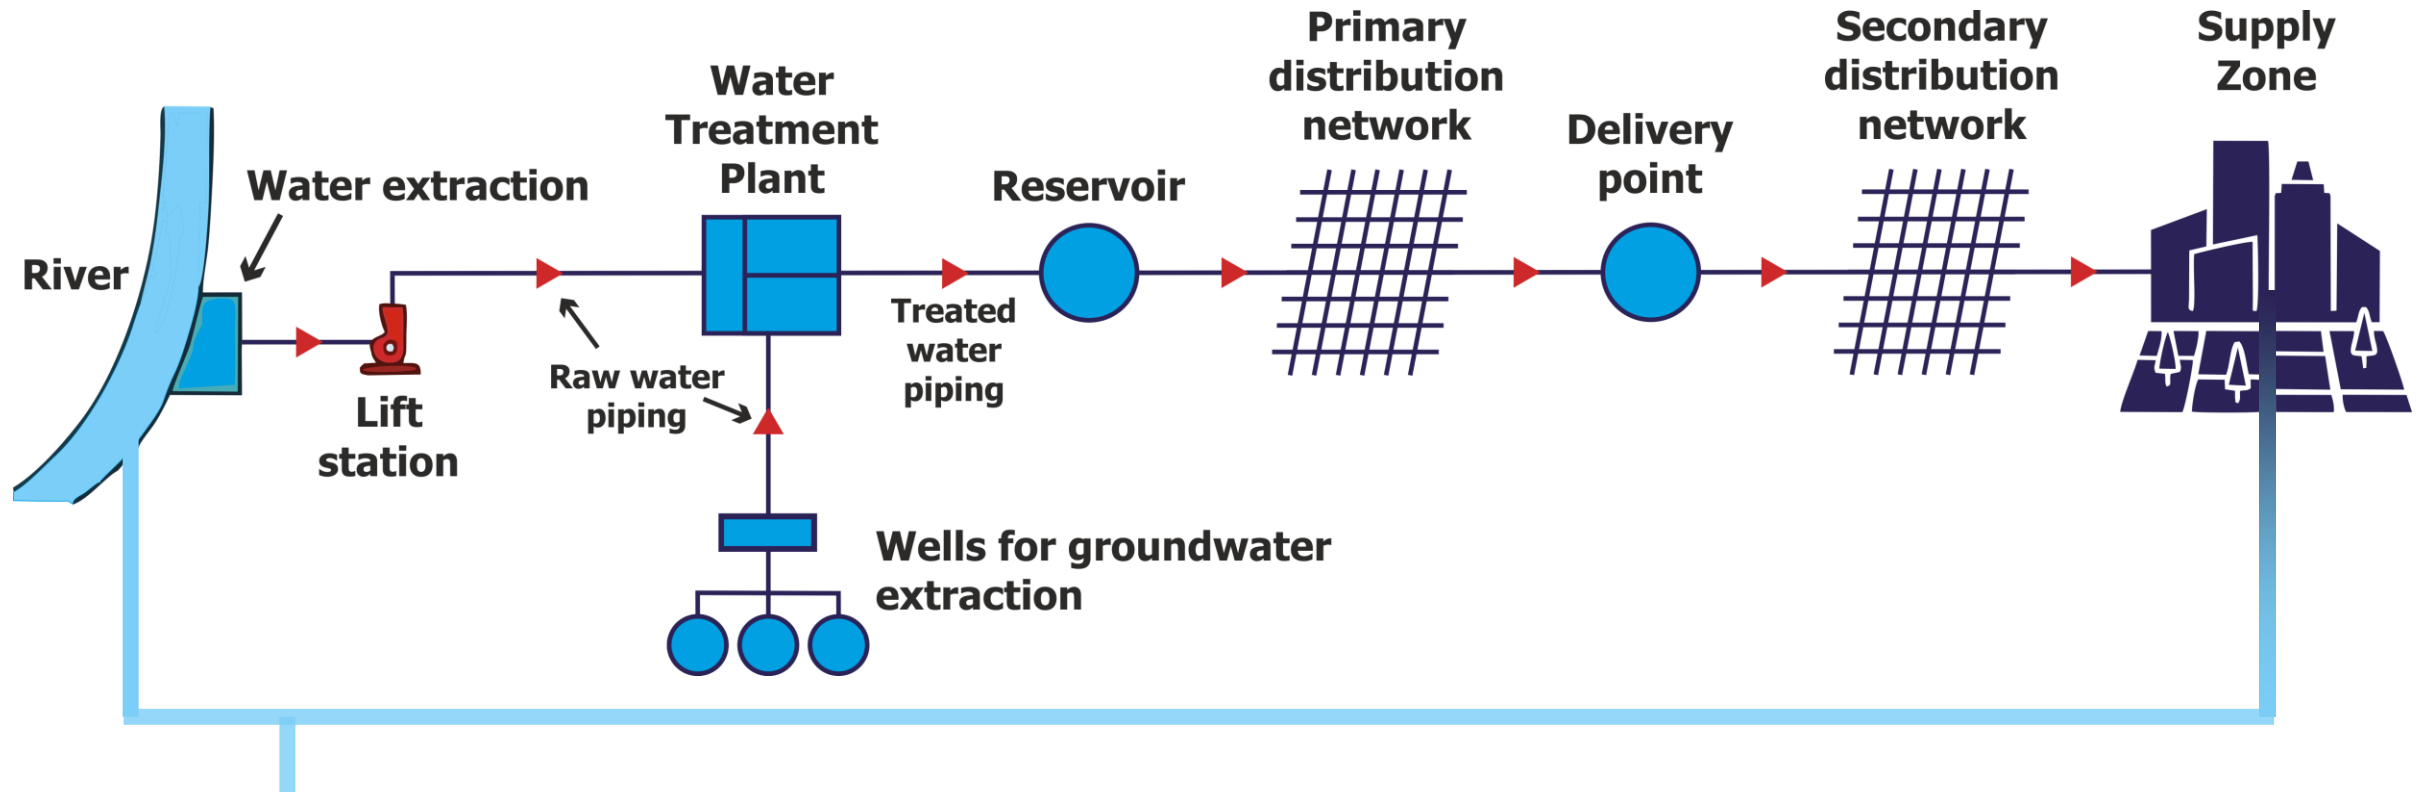 River
Water extraction
Lift
station
Raw water
piping
Water
Treatment
Plant
Treated
water
piping
Wells for groundwater
extraction
Reservoir
Primary
distribution
network
Delivery
point
Secondary
distribution
network
Supply
Zone